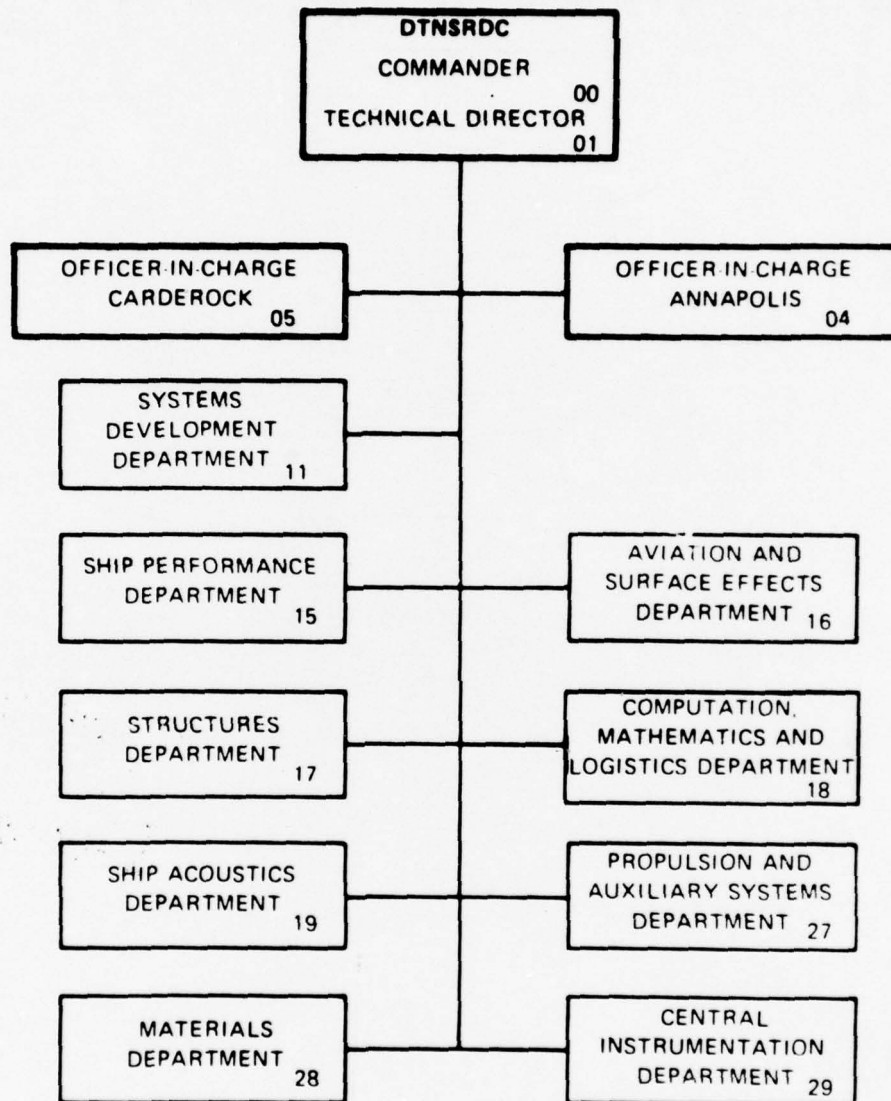 DTNSRDC
COMMANDER
00
TECHNICAL DIRECTOR
01
OFFICER-IN-CHARGE
CARDEROCK
05
OFFICER-IN-CHARGE
ANNAPOLIS
04
SYSTEMS
DEVELOPMENT
DEPARTMENT
11
SHIP PERFORMANCE
DEPARTMENT
15
AVIATION AND
SURFACE EFFECTS
DEPARTMENT
16
STRUCTURES
DEPARTMENT
17
COMPUTATION,
MATHEMATICS AND
LOGISTICS DEPARTMENT
18
SHIP ACOUSTICS
DEPARTMENT
19
PROPULSION AND
AUXILIARY SYSTEMS
DEPARTMENT
27
MATERIALS
DEPARTMENT
28
CENTRAL
INSTRUMENTATION
DEPARTMENT
29